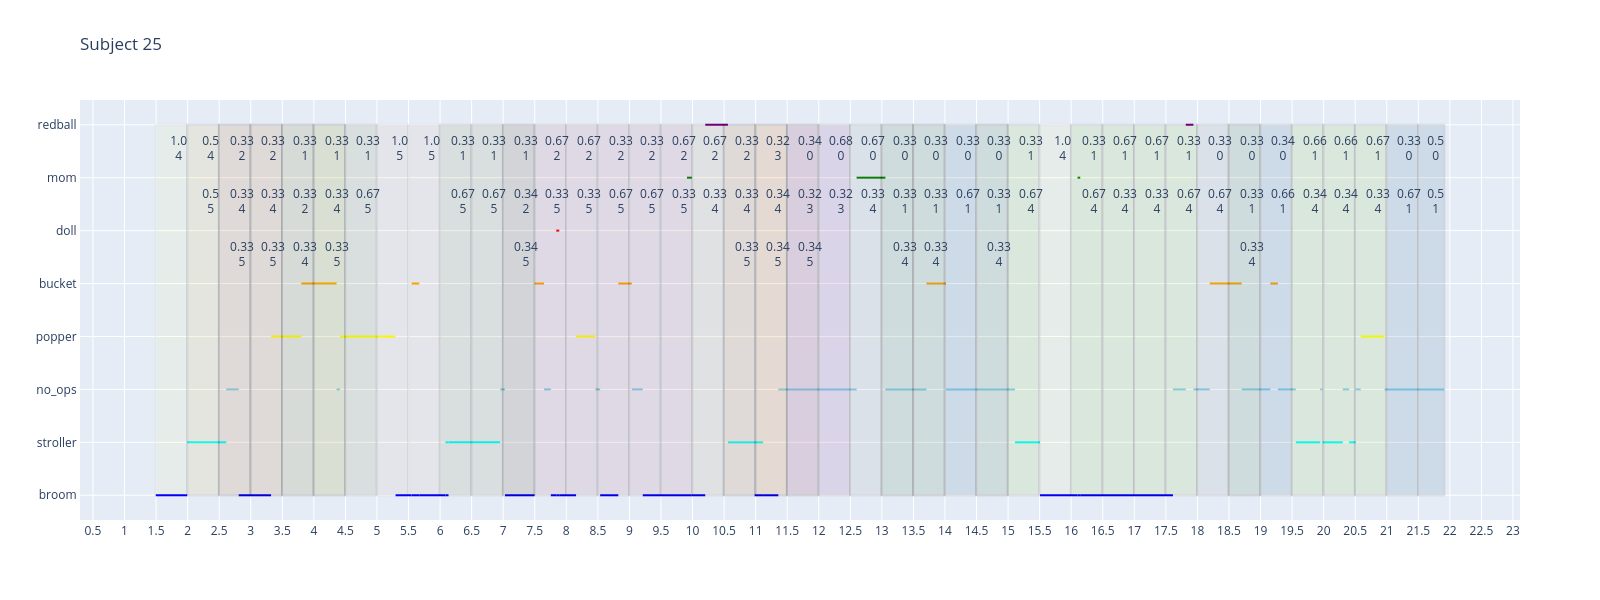 Subject 25
redball
1.0 0.5 0.33 0.33 0.33 0.33 0.33 1.0 1.0 0.33 0.33 0.33 0.67 0.67 0.33 0.33 0.67 0.67 0.33 0.32 0.34 0.68 0.67 0.33 0.33 0.33 0.33 0.33 1.0 0.33 0.67 0.67 0.33 0.33 0.33 0.34 0.66 0.66 0.67 0.33 0.5
4 4 2 2 1 1 1 5 5 1 1 1 2 2 2 2 2 2 2 3 0 0 0 0 0 0 0 1 4 1 1 1 1 0 0 0 1 1 1 0 0
mom
0.5 0.33 0.33 0.33 0.33 0.67 0.67 0.67 0.34 0.33 0.33 0.67 0.67 0.33 0.33 0.33 0.34 0.32 0.32 0.33 0.33 0.33 0.67 0.33 0.67 0.67 0.33 0.33 0.67 0.67 0.33 0.66 0.34 0.34 0.33 0.67 0.5
5 4 4 2 4 5 5 5 2 5 5 5 5 5 4 4 4 3 3 4 1 1 1 1 4 4 4 4 4 4 1 1 4 4 4 1 1
doll
0.33 0.33 0.33 0.33 0.34 0.33 0.34 0.34 0.33 0.33 0.33 0.33
5 5 4 5 5 5 5 5 4 4 4 4
bucket
popper
no_ops
stroller
broom
0.5 1 1.5 2 2.5 3 3.5 4 4.5 5 5.5 6 6.5 7 7.5 8 8.5 9 9.5 10 10.5 11 11.5 12 12.5 13 13.5 14 14.5 15 15.5 16 16.5 17 17.5 18 18.5 19 19.5 20 20.5 21 21.5 22 22.5 23